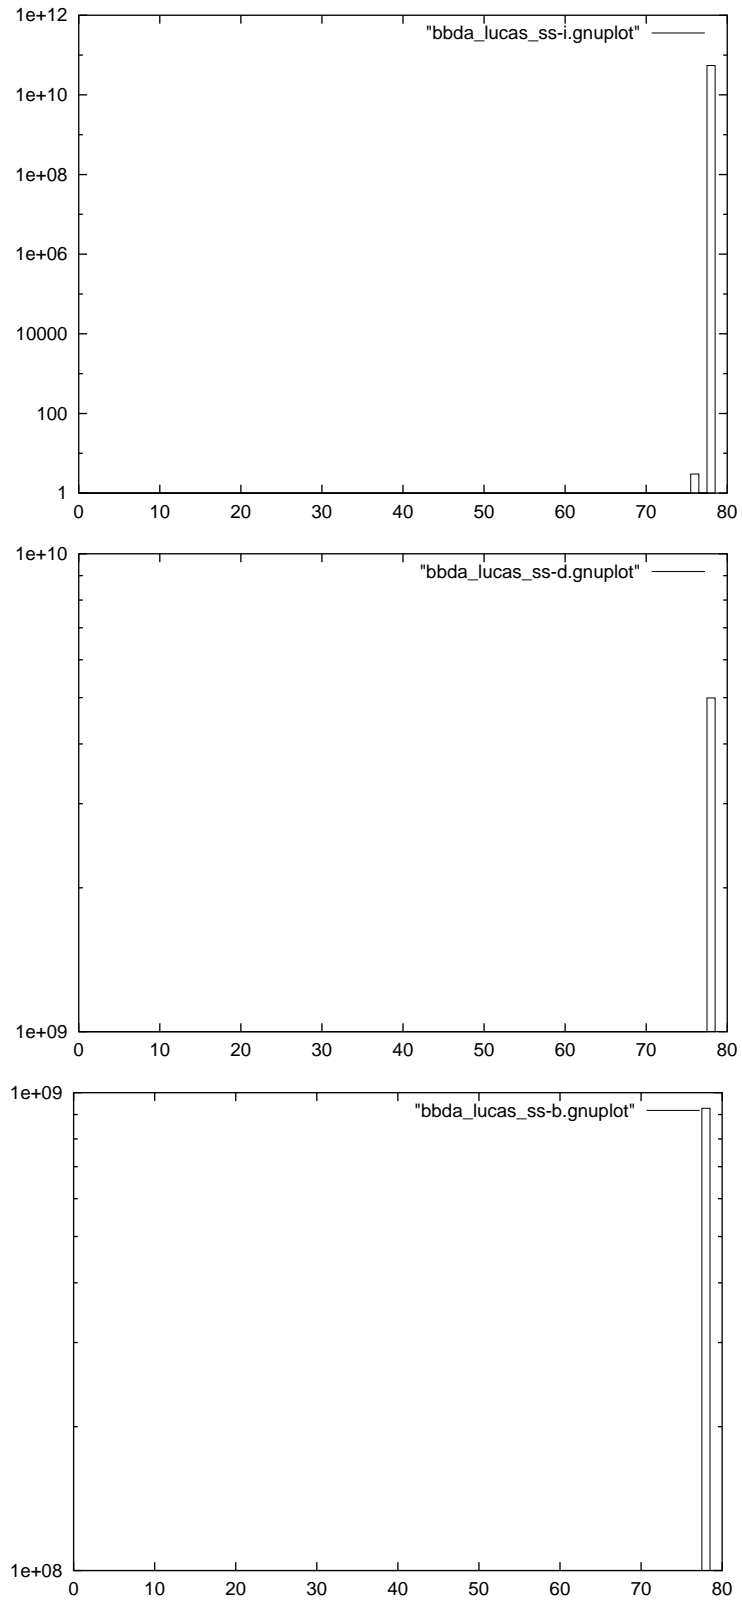 1e+12
"bbda_lucas_ss-i.gnuplot"
1e+10
1e+08
1e+06
10000
100
1
0 10 20 30 40 50 60 70 80
1e+10
"bbda_lucas_ss-d.gnuplot"
1e+09
0 10 20 30 40 50 60 70 80
1e+09
"bbda_lucas_ss-b.gnuplot"
1e+08
0 10 20 30 40 50 60 70 80